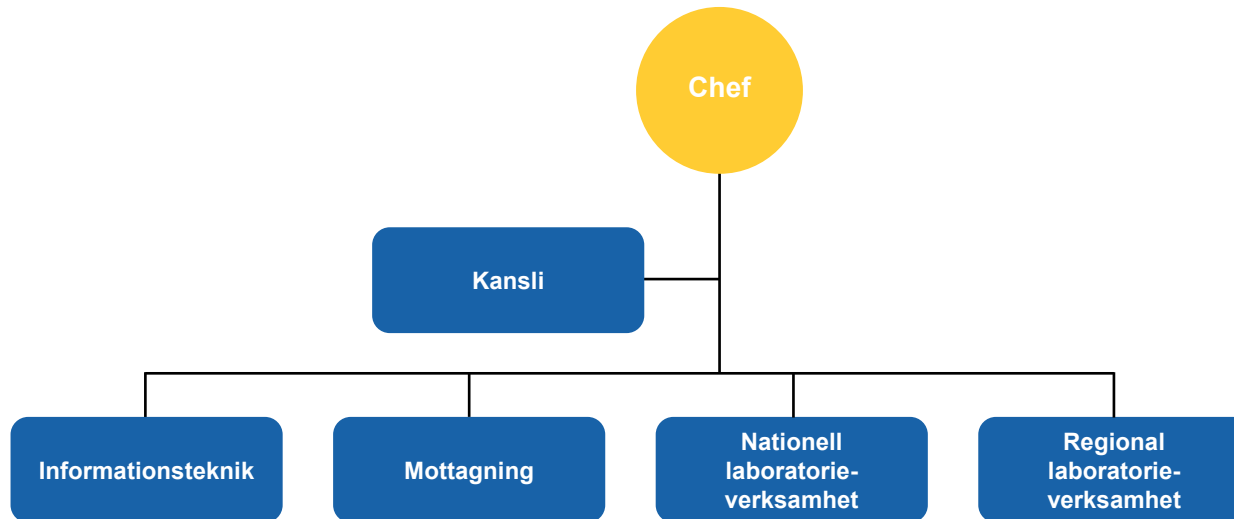 Chef
Kansli
Informationsteknik
Mottagning
Nationell
laboratorie-
verksamhet
Regional
laboratorie-
verksamhet